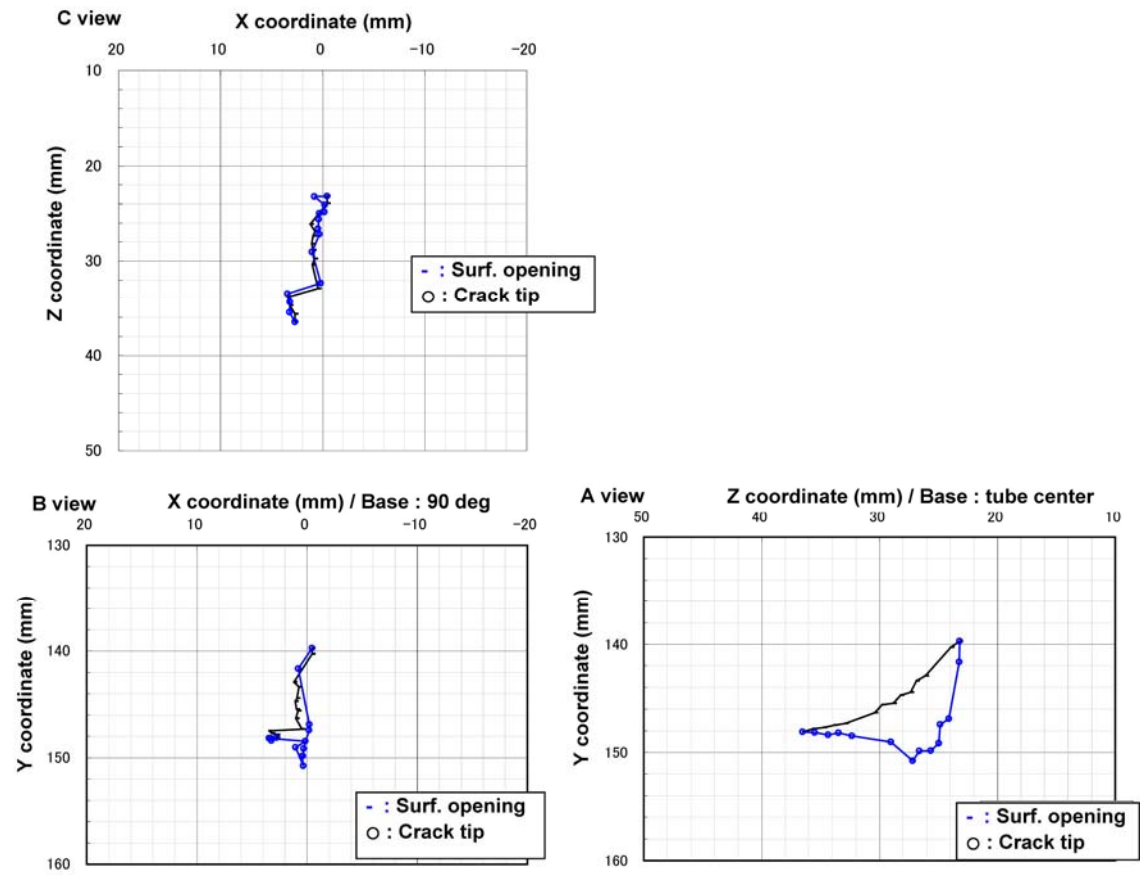 C view X coordinate (mm)
20 10 0 -10 -20
10
20
30
40
50
Z coordinate (mm)
- : Surf. opening
o : Crack tip
B view X coordinate (mm) / Base : 90 deg
20 10 0 -10 -20
130
140
150
160
Y coordinate (mm)
- : Surf. opening
o : Crack tip
A view Z coordinate (mm) / Base : tube center
50 40 30 20 10
130
140
150
160
Y coordinate (mm)
- : Surf. opening
o : Crack tip